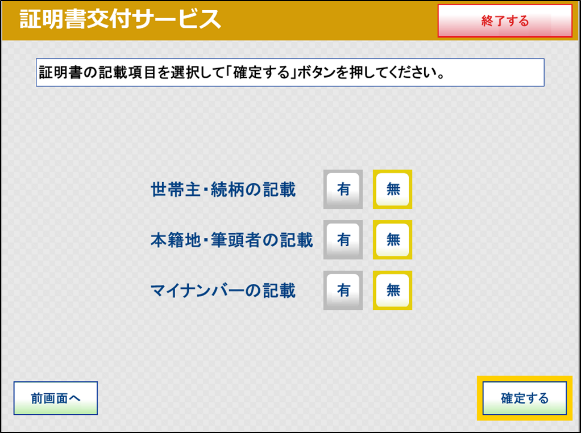 証明書交付サービス
終了する
証明書の記載項目を選択して「確定する」ボタンを押してください。
世帯主・続柄の記載 有 無
本籍地・筆頭者の記載 有 無
マイナンバーの記載 有 無
前画面へ
確定する